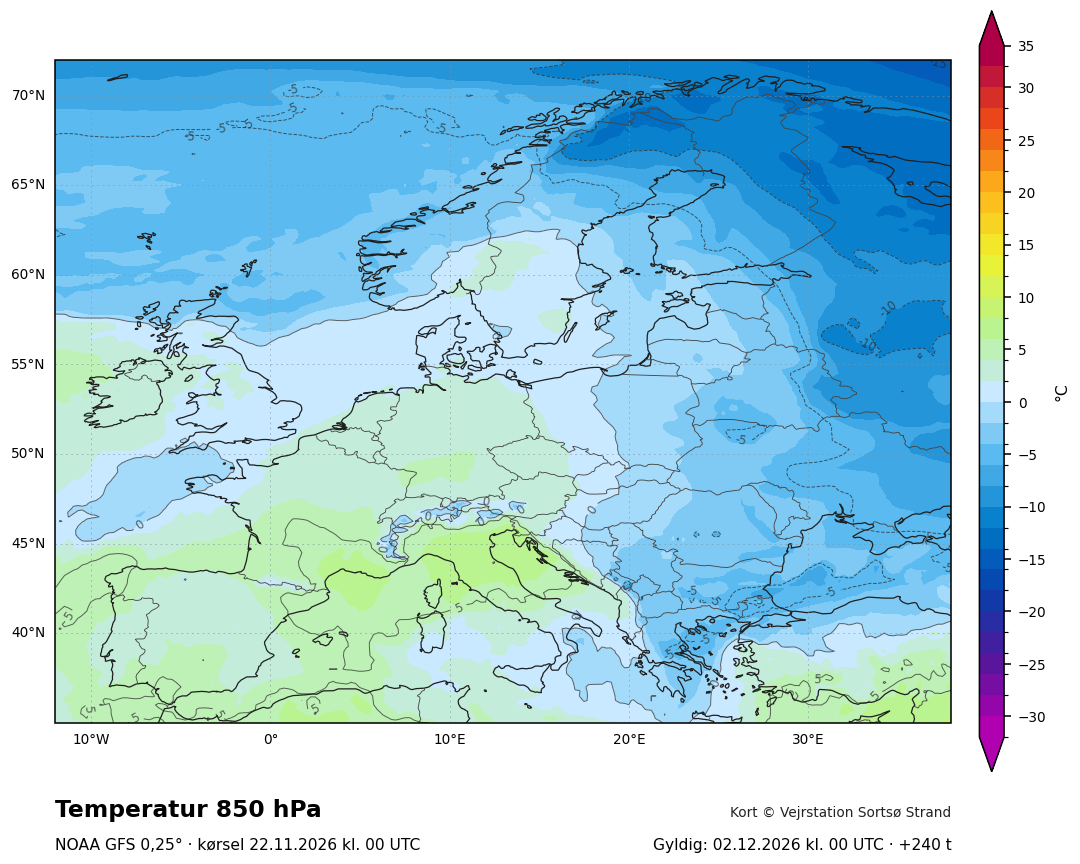 70°N
65°N
60°N
55°N
50°N
45°N
40°N
10°W
0°
10°E
20°E
30°E
35
30
25
20
15
10
5
0
−5
−10
−15
−20
−25
−30
°C
Temperatur 850 hPa
Kort © Vejrstation Sortsø Strand
NOAA GFS 0,25° · kørsel 22.11.2026 kl. 00 UTC
Gyldig: 02.12.2026 kl. 00 UTC · +240 t